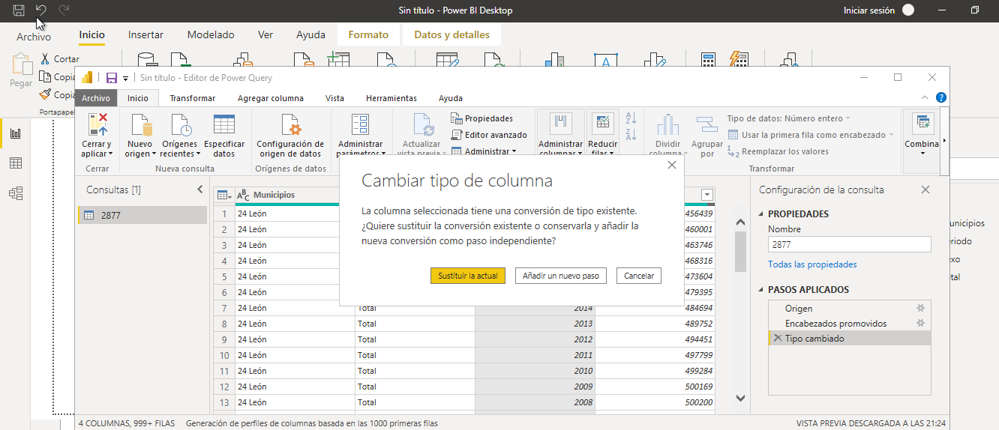 Sin título - Power BI Desktop
Iniciar sesión
Archivo
Inicio
Insertar
Modelado
Ver
Ayuda
Formato
Datos y detalles
Pegar
Cortar
Copia
Copia
Portapapel
Sin título - Editor de Power Query
Archivo
Inicio
Transformar
Agregar columna
Vista
Herramientas
Ayuda
Cerrar y
aplicar
Cerrar
Nuevo
origen
Orígenes
recientes
Especificar
datos
Nueva consulta
Configuración de
origen de datos
Orígenes de datos
Administrar
parámetros
Actualizar
vista previa
Propiedades
Editor avanzado
Administrar
Administrar
columnas
Reducir
filas
Dividir
columna
Agrupar
por
Tipo de datos: Número entero
Usar la primera fila como encabezado
Reemplazar los valores
Transformar
Combina
Consultas [1]
2877
Municipios
1 24 León 456439
2 24 León 460001
3 24 León 463746
4 24 León 468316
5 24 León 473604
6 24 León 479395
7 24 León Total 2014 484694
8 24 León Total 2013 489752
9 24 León Total 2012 494451
10 24 León Total 2011 497799
11 24 León Total 2010 499284
12 24 León Total 2009 500169
13 24 León Total 2008 500200
Cambiar tipo de columna
La columna seleccionada tiene una conversión de tipo existente.
¿Quiere sustituir la conversión existente o conservarla y añadir la
nueva conversión como paso independiente?
Sustituir la actual
Añadir un nuevo paso
Cancelar
Configuración de la consulta
PROPIEDADES
Nombre
2877
Todas las propiedades
PASOS APLICADOS
Origen
Encabezados promovidos
Tipo cambiado
unicipios
eriodo
exo
tal
4 COLUMNAS, 999+ FILAS
Generación de perfiles de columnas basada en las 1000 primeras filas
VISTA PREVIA DESCARGADA A LAS 21:24